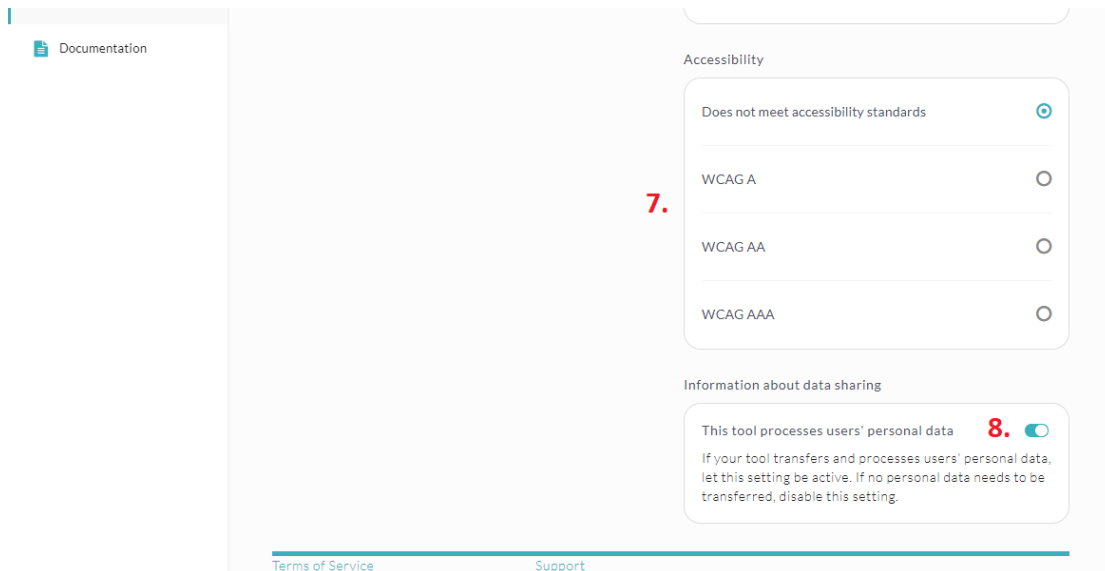 Documentation
Accessibility
Does not meet accessibility standards
WCAG A
7.
WCAG AA
WCAG AAA
Information about data sharing
This tool processes users' personal data 8.
If your tool transfers and processes users' personal data,
let this setting be active. If no personal data needs to be
transferred, disable this setting.
Terms of Service Support